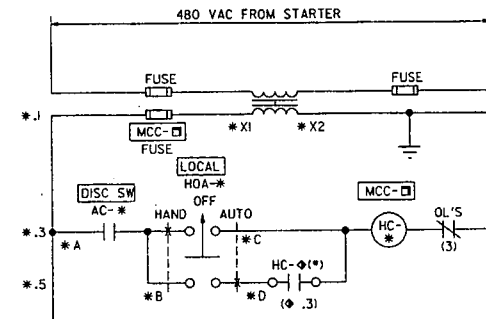 480 VAC FROM STARTER
FUSE
FUSE
*.1
*X1
*X2
MCC-
FUSE
LOCAL
HOA-*
OFF
DISC SW
AC-*
HAND
AUTO
MCC-
OL'S
*.3
*A
*C
HC-
*
(3)
*.5
*B
*D
HC-◈(*)
(◈ .3)